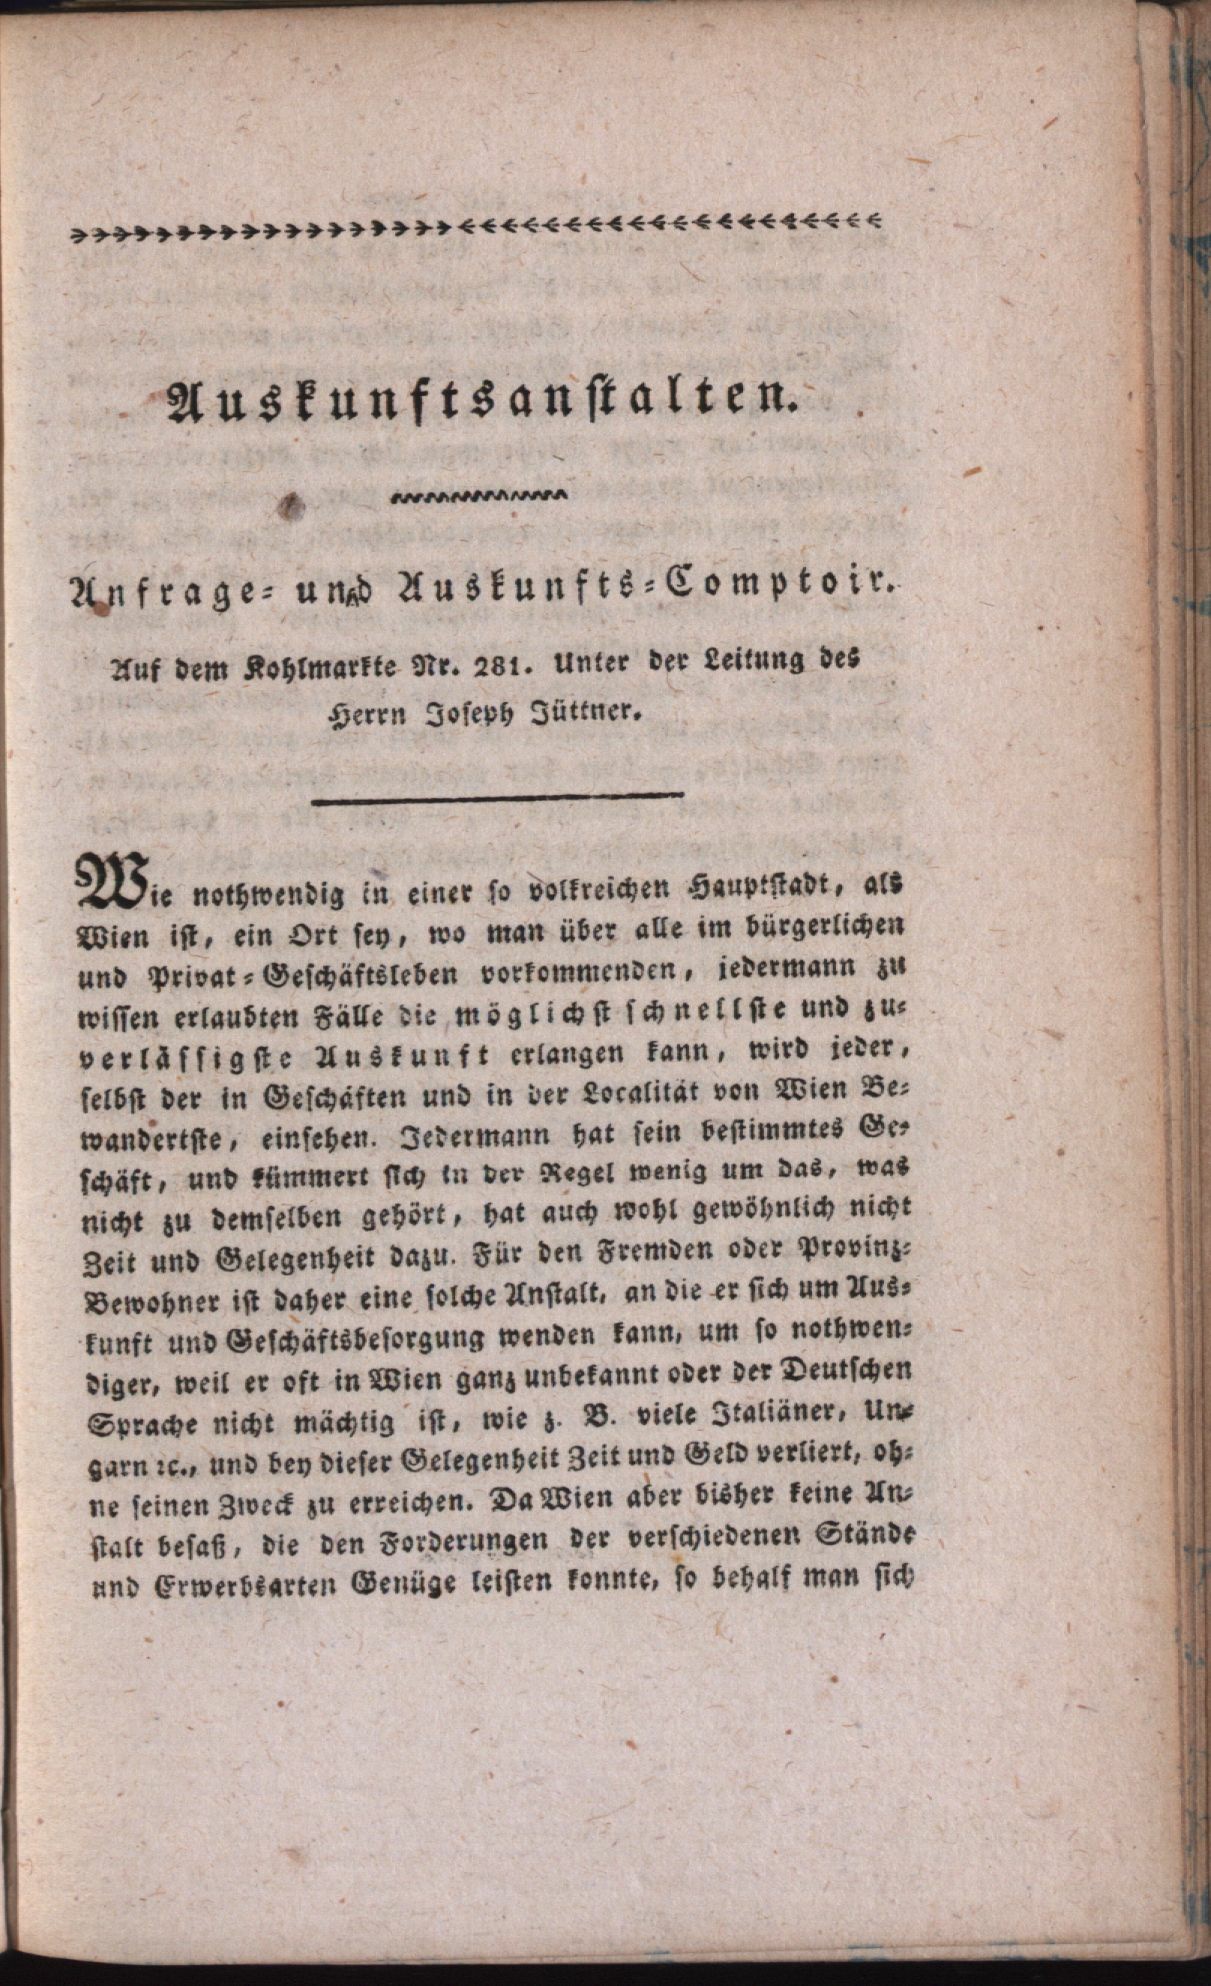 Auskunftsanstalten.
Anfrage- und Auskunfts-Comptoir.
Auf dem Kohlmarkte Nr. 281. Unter der Leitung des
Herrn Joseph Jüttner.
Wie nothwendig in einer so volkreichen Hauptstadt, als
Wien ist, ein Ort sey, wo man über alle im bürgerlichen
und Privat-Geschäftsleben vorkommenden, jedermann zu
wissen erlaubten Fälle die möglichst schnellste und zu-
verlässigste Auskunft erlangen kann, wird jeder,
selbst der in Geschäften und in der Localität von Wien Be-
wandertste, einsehen. Jedermann hat sein bestimmtes Ge-
schäft, und kümmert sich in der Regel wenig um das, was
nicht zu demselben gehört, hat auch wohl gewöhnlich nicht
Zeit und Gelegenheit dazu. Für den Fremden oder Provinz-
Bewohner ist daher eine solche Anstalt, an die er sich um Aus-
kunft und Geschäftsbesorgung wenden kann, um so nothwen-
diger, weil er oft in Wien ganz unbekannt oder der Deutschen
Sprache nicht mächtig ist, wie z. B. viele Italiäner, Un-
garn ꝛc., und bey dieser Gelegenheit Zeit und Geld verliert, oh-
ne seinen Zweck zu erreichen. Da Wien aber bisher keine An-
stalt besaß, die den Forderungen der verschiedenen Stände
und Erwerbsarten Genüge leisten konnte, so behalf man sich